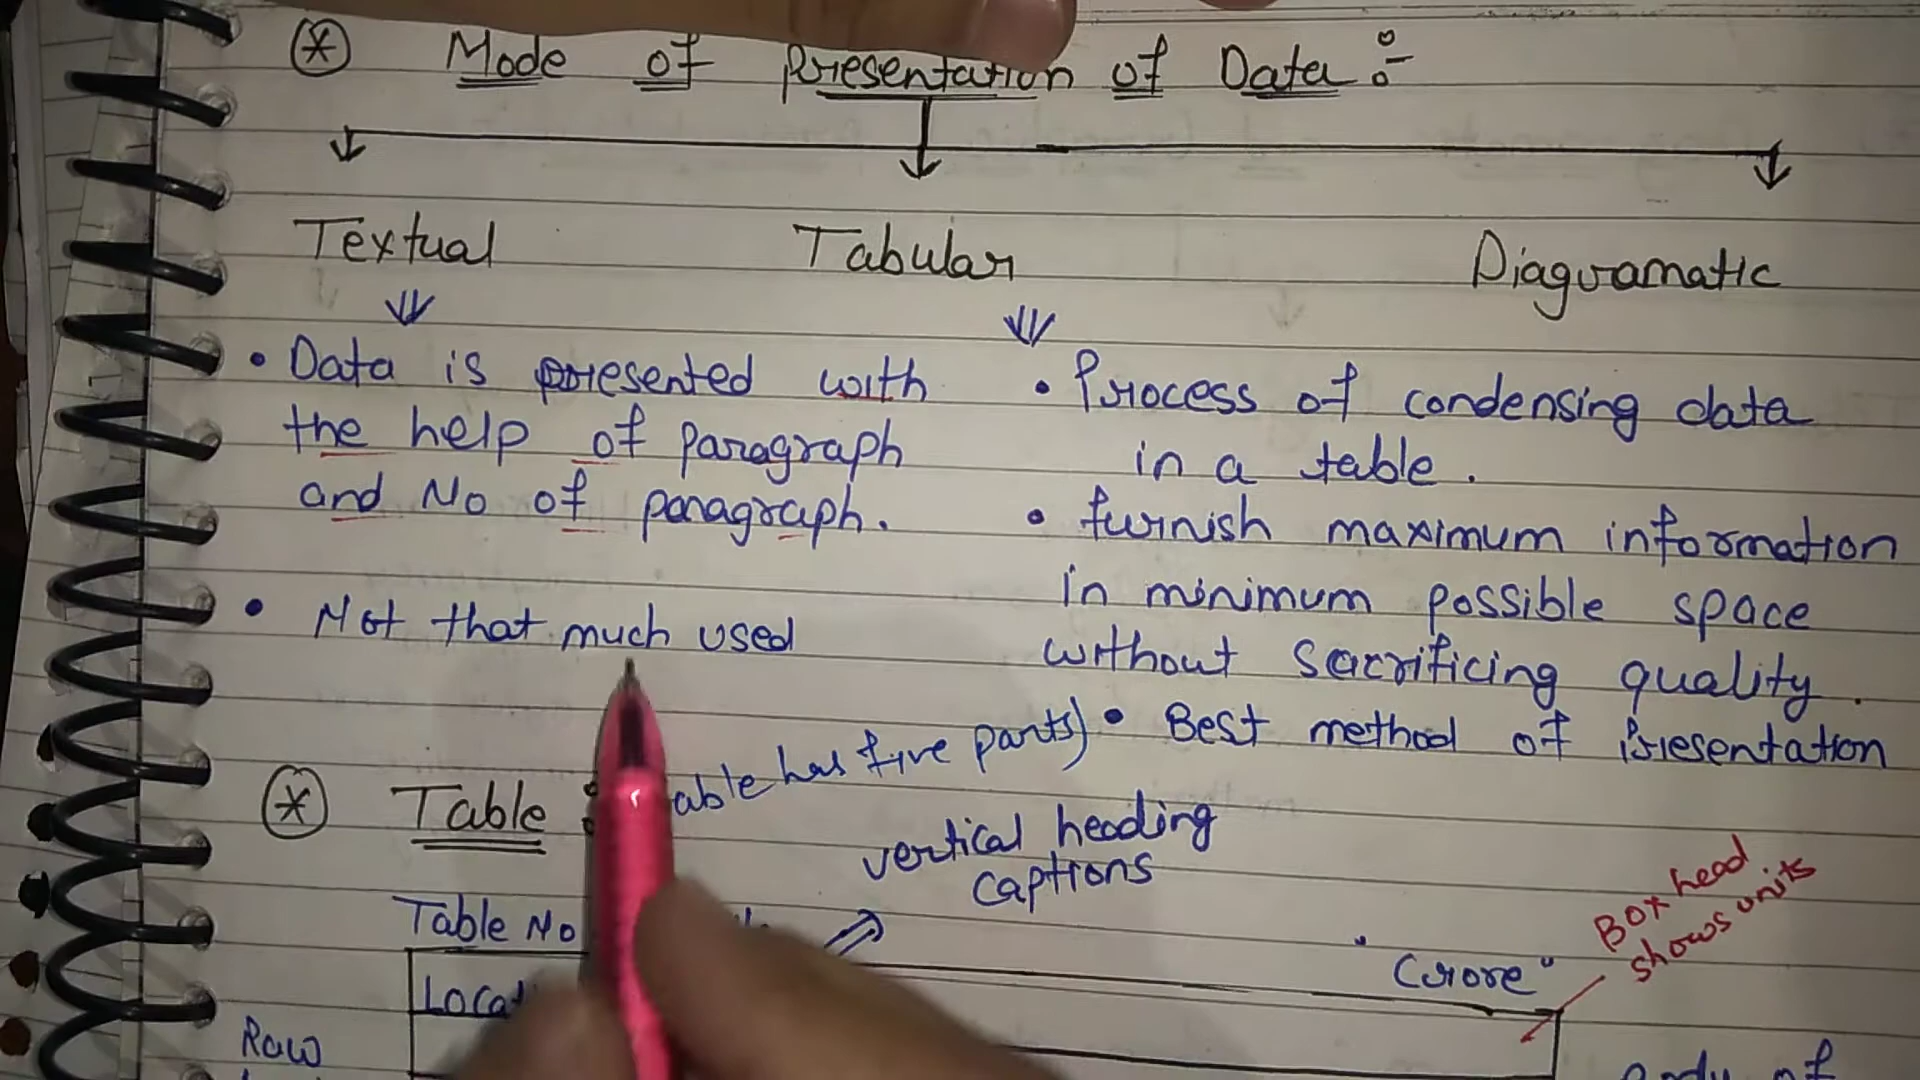 * Mode of presentation of Data :-
Textual Tabular Diagramatic
• Data is presented with
the help of paragraph
and No of paragraph.
• Not that much used
• Process of condensing data
in a table.
• furnish maximum information
in minimum possible space
without sacrificing quality.
• Best method of Presentation
* Table : able has five parts)
vertical heading
captions
Table No
Box head
shows units
"Crore"
Raw